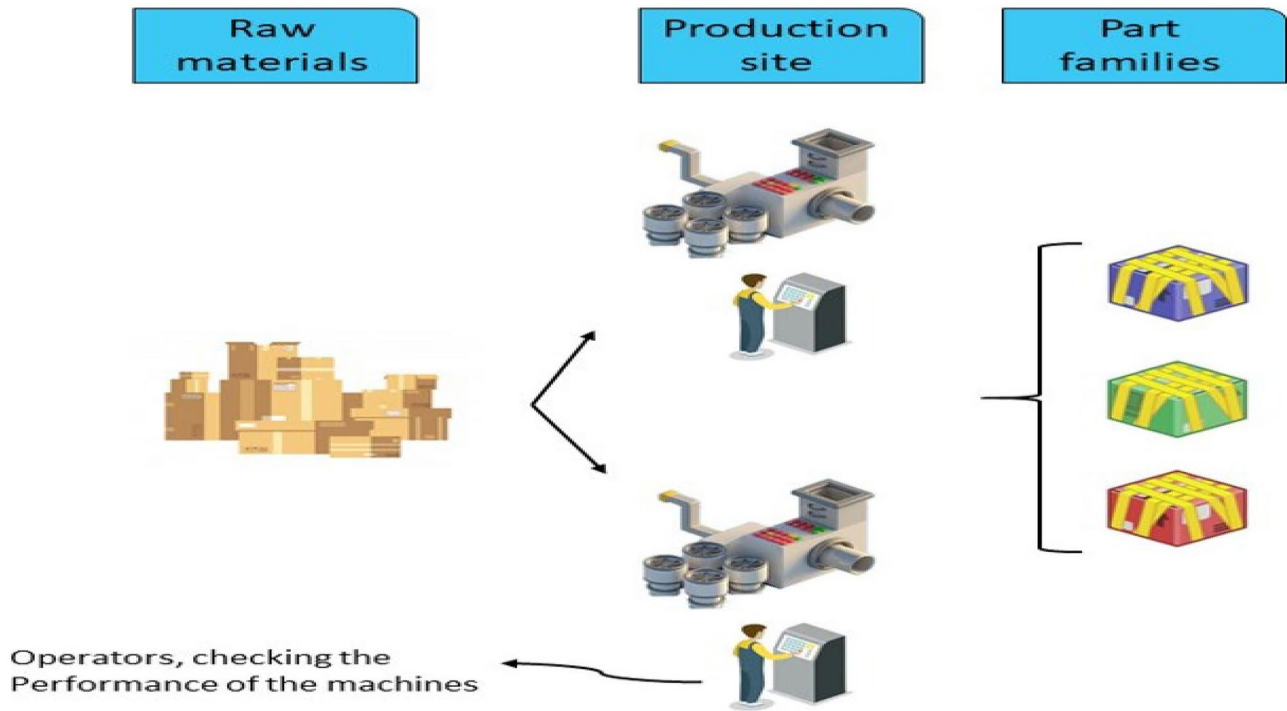 Raw
materials
Production
site
Part
families
Operators, checking the
Performance of the machines